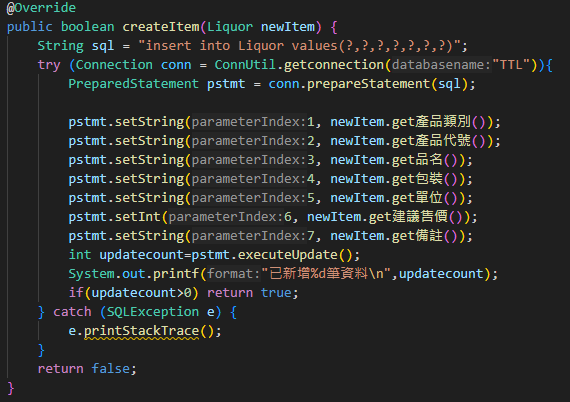 @Override
public boolean createItem(Liquor newItem) {
String sql = "insert into Liquor values(?,?,?,?,?,?,?)";
try (Connection conn = ConnUtil.getconnection(databasename:"TTL")){
PreparedStatement pstmt = conn.prepareStatement(sql);
pstmt.setString(parameterIndex:1, newItem.get產品類別());
pstmt.setString(parameterIndex:2, newItem.get產品代號());
pstmt.setString(parameterIndex:3, newItem.get品名());
pstmt.setString(parameterIndex:4, newItem.get包裝());
pstmt.setString(parameterIndex:5, newItem.get單位());
pstmt.setInt(parameterIndex:6, newItem.get建議售價());
pstmt.setString(parameterIndex:7, newItem.get備註());
int updatecount=pstmt.executeUpdate();
System.out.printf(format:"已新增%d筆資料\n",updatecount);
if(updatecount>0) return true;
} catch (SQLException e) {
e.printStackTrace();
}
return false;
}